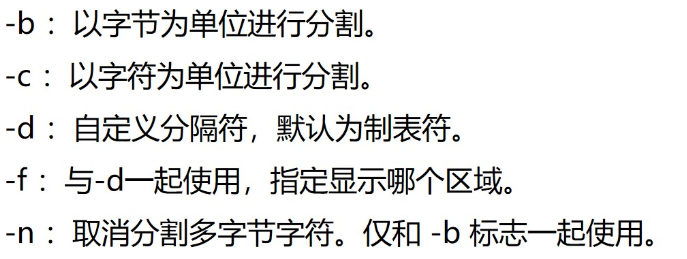 -b ：以字节为单位进行分割。
-c ：以字符为单位进行分割。
-d ：自定义分隔符，默认为制表符。
-f ：与-d一起使用，指定显示哪个区域。
-n ：取消分割多字节字符。仅和 -b 标志一起使用。